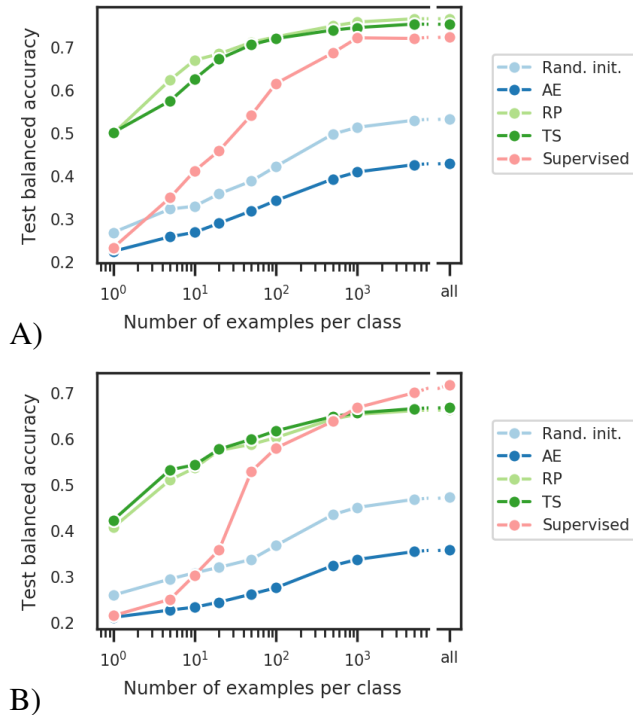 0.7
0.6
0.5
0.4
0.3
0.2
Test balanced accuracy
10^0
10^1
10^2
10^3
all
Number of examples per class
Rand. init.
AE
RP
TS
Supervised
A)
0.7
0.6
0.5
0.4
0.3
0.2
Test balanced accuracy
10^0
10^1
10^2
10^3
all
Number of examples per class
Rand. init.
AE
RP
TS
Supervised
B)